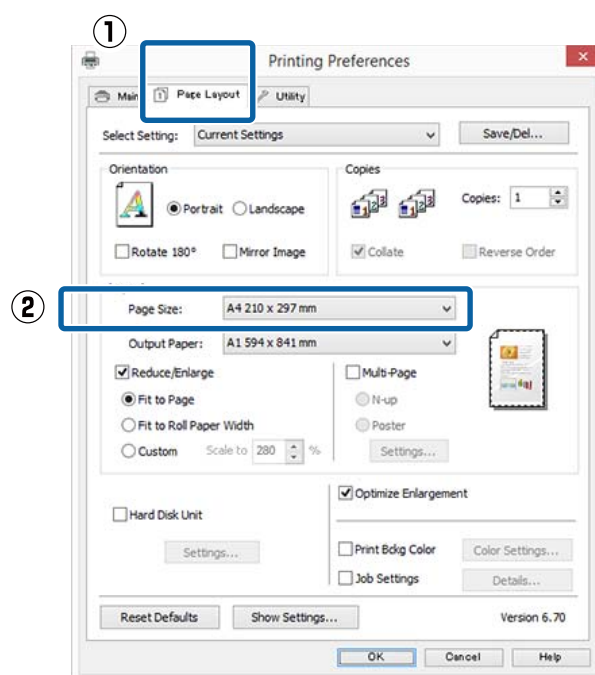 ①
Printing Preferences
Main Page Layout Utility
Select Setting: Current Settings Save/Del...
Orientation Copies
Portrait Landscape Copies: 1
Rotate 180° Mirror Image Collate Reverse Order
②
Page Size: A4 210 x 297 mm
Output Paper: A1 594 x 841 mm
Reduce/Enlarge Multi-Page
Fit to Page N-up
Fit to Roll Paper Width Poster
Custom Scale to 280 % Settings...
Optimize Enlargement
Hard Disk Unit
Settings... Print Bckg Color Color Settings...
Job Settings Details...
Reset Defaults Show Settings... Version 6.70
OK Cancel Help